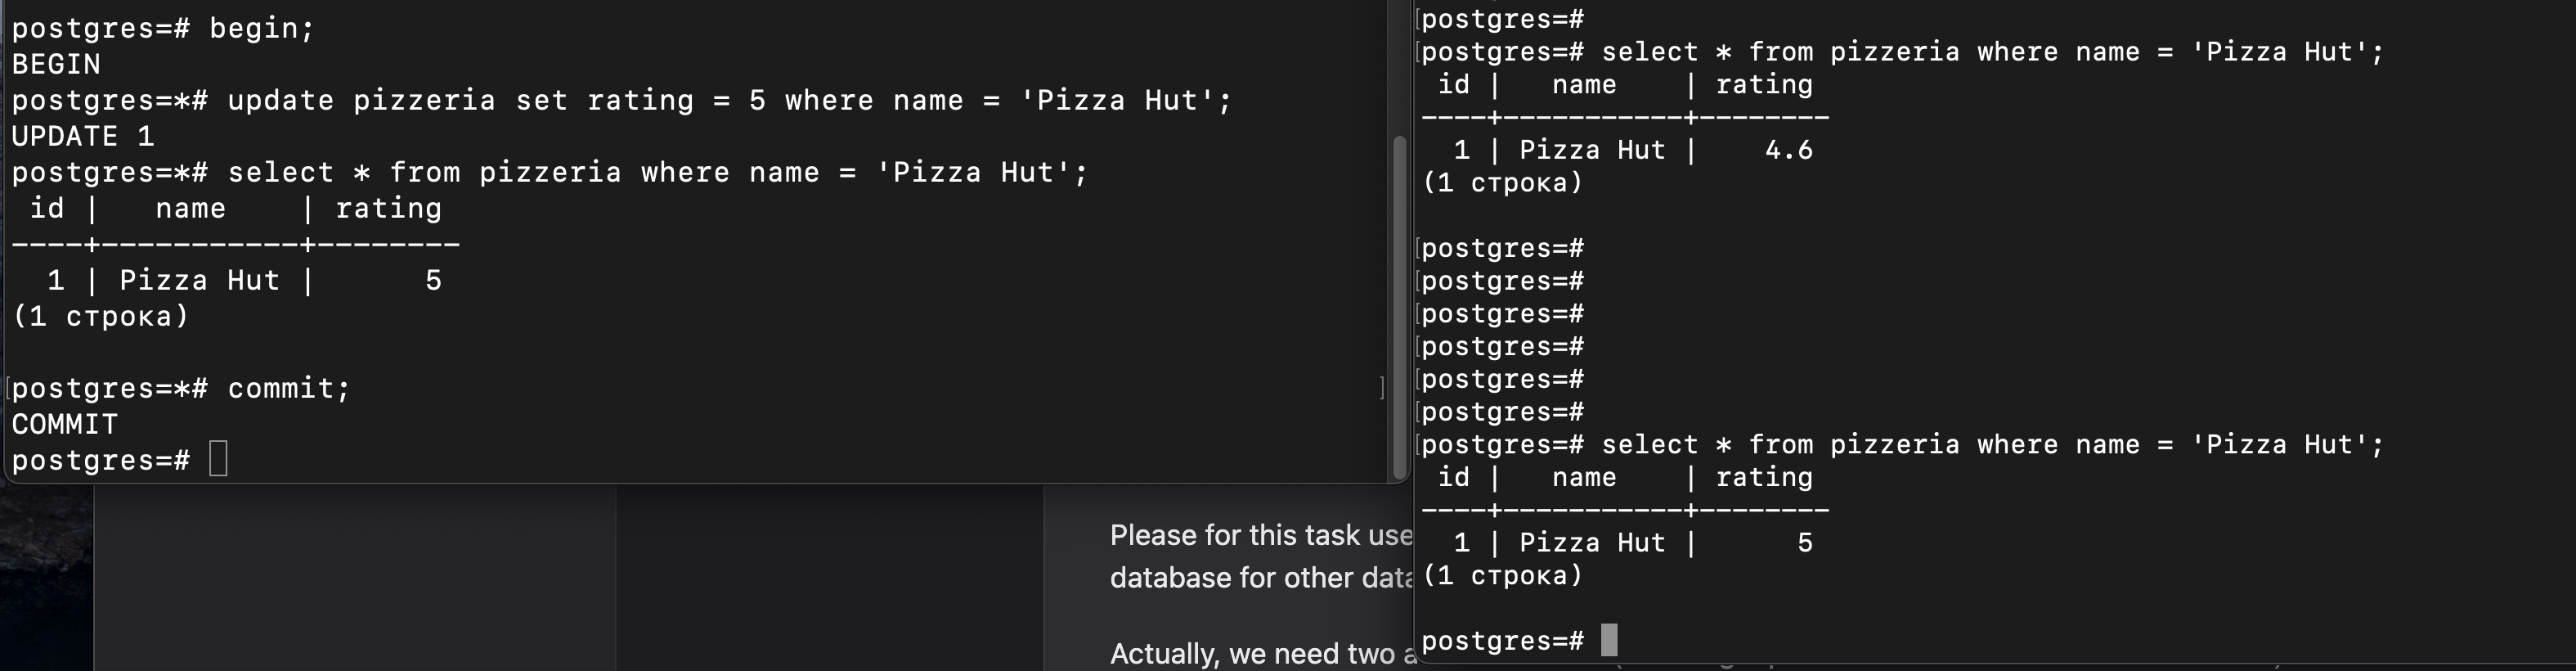 postgres=# begin;
BEGIN
postgres=*# update pizzeria set rating = 5 where name = 'Pizza Hut';
UPDATE 1
postgres=*# select * from pizzeria where name = 'Pizza Hut';
 id |   name    | rating
----+-----------+--------
  1 | Pizza Hut |      5
(1 строка)
[postgres=*# commit; ]
COMMIT
postgres=#
Please for this task use
database for other data
Actually, we need two a
[postgres=#
[postgres=# select * from pizzeria where name = 'Pizza Hut';
 id |   name    | rating
----+-----------+--------
  1 | Pizza Hut |    4.6
(1 строка)
[postgres=#
[postgres=#
[postgres=#
[postgres=#
[postgres=#
[postgres=#
[postgres=# select * from pizzeria where name = 'Pizza Hut';
 id |   name    | rating
----+-----------+--------
  1 | Pizza Hut |      5
(1 строка)
postgres=#